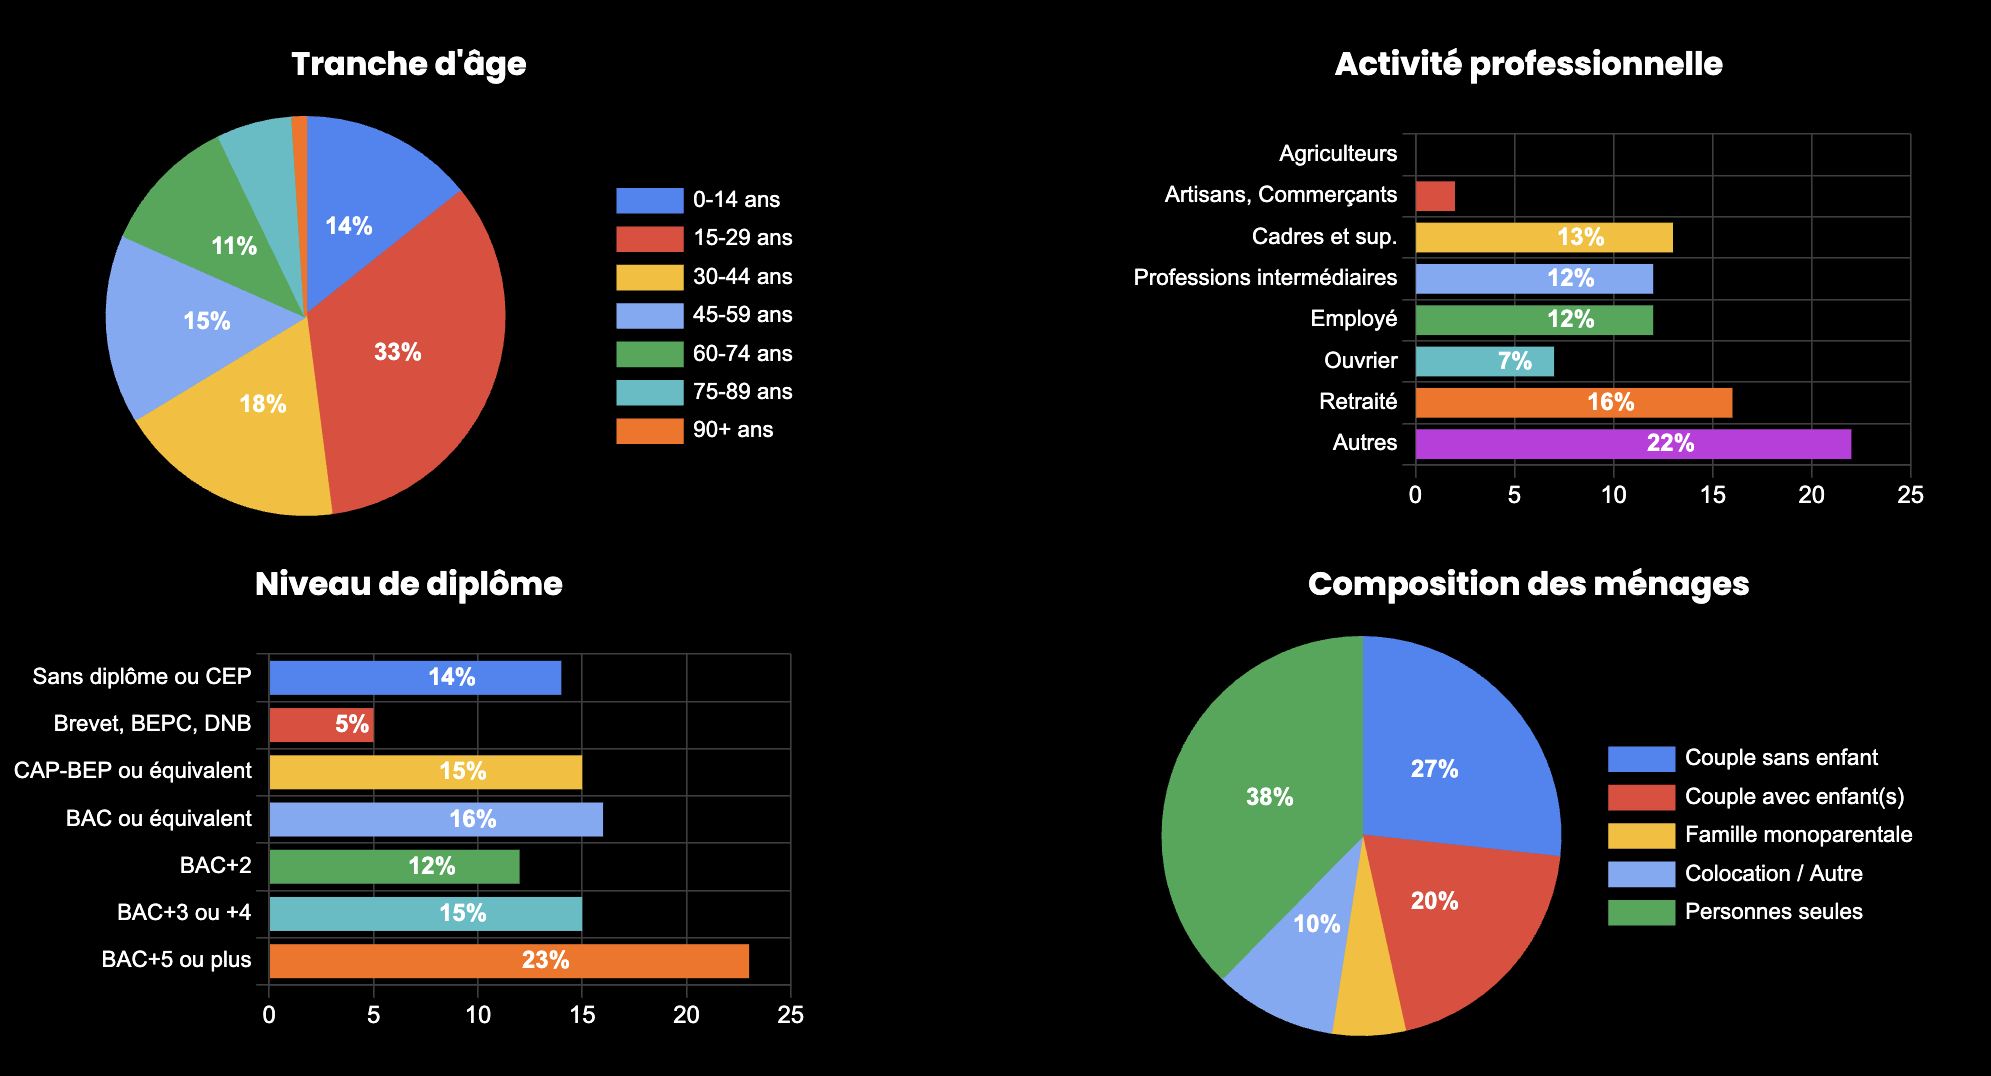 Tranche d'âge
14%
33%
18%
15%
11%
0-14 ans
15-29 ans
30-44 ans
45-59 ans
60-74 ans
75-89 ans
90+ ans
Activité professionnelle
Agriculteurs
Artisans, Commerçants
Cadres et sup. 13%
Professions intermédiaires 12%
Employé 12%
Ouvrier 7%
Retraité 16%
Autres 22%
0 5 10 15 20 25
Niveau de diplôme
Sans diplôme ou CEP 14%
Brevet, BEPC, DNB 5%
CAP-BEP ou équivalent 15%
BAC ou équivalent 16%
BAC+2 12%
BAC+3 ou +4 15%
BAC+5 ou plus 23%
0 5 10 15 20 25
Composition des ménages
27%
20%
10%
38%
Couple sans enfant
Couple avec enfant(s)
Famille monoparentale
Colocation / Autre
Personnes seules